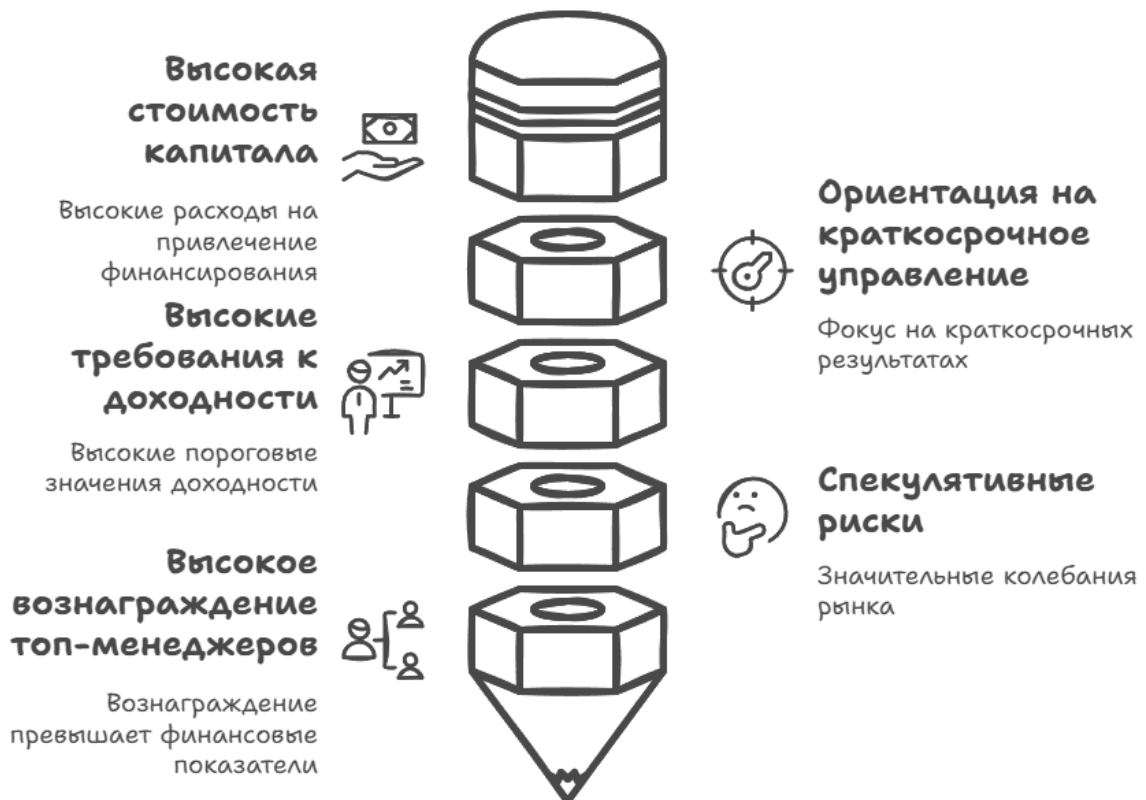 Высокая
стоимость
капитала
Высокие расходы на
привлечение
финансирования
Ориентация на
краткосрочное
управление
Фокус на краткосрочных
результатах
Высокие
требования к
доходности
Высокие пороговые
значения доходности
Спекулятивные
риски
Значительные колебания
рынка
Высокое
вознаграждение
топ-менеджеров
Вознаграждение
превышает финансовые
показатели